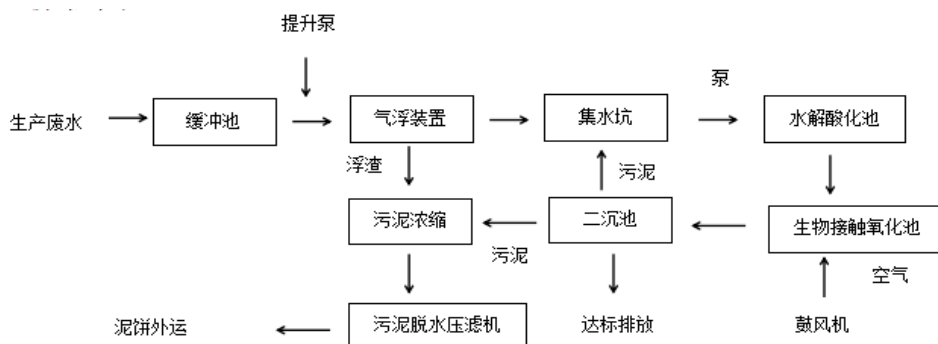 提升泵
泵
生产废水
缓冲池
气浮装置
集水坑
水解酸化池
浮渣
污泥
污泥浓缩
二沉池
生物接触氧化池
污泥
空气
泥饼外运
污泥脱水压滤机
达标排放
鼓风机